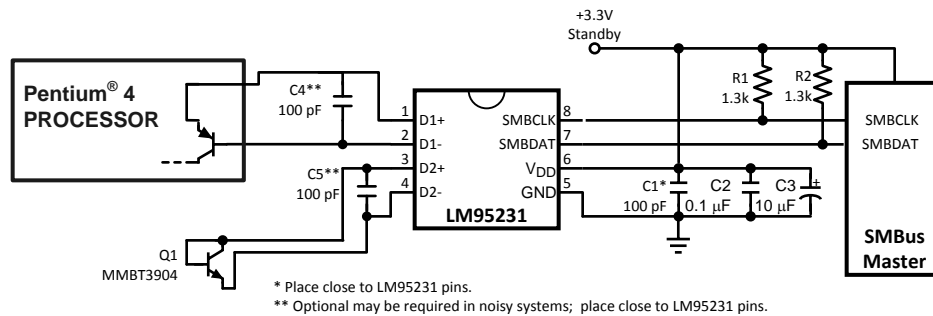 +3.3V
Standby
Pentium® 4
PROCESSOR
C4**
100 pF
R1
1.3k
R2
1.3k
1
D1+
SMBCLK
8
SMBCLK
2
D1-
SMBDAT
7
SMBDAT
3
D2+
VDD
6
4
D2-
GND
5
LM95231
C5**
100 pF
C1*
100 pF
C2
0.1 µF
C3
10 µF
+
Q1
MMBT3904
SMBus
Master
* Place close to LM95231 pins.
** Optional may be required in noisy systems; place close to LM95231 pins.